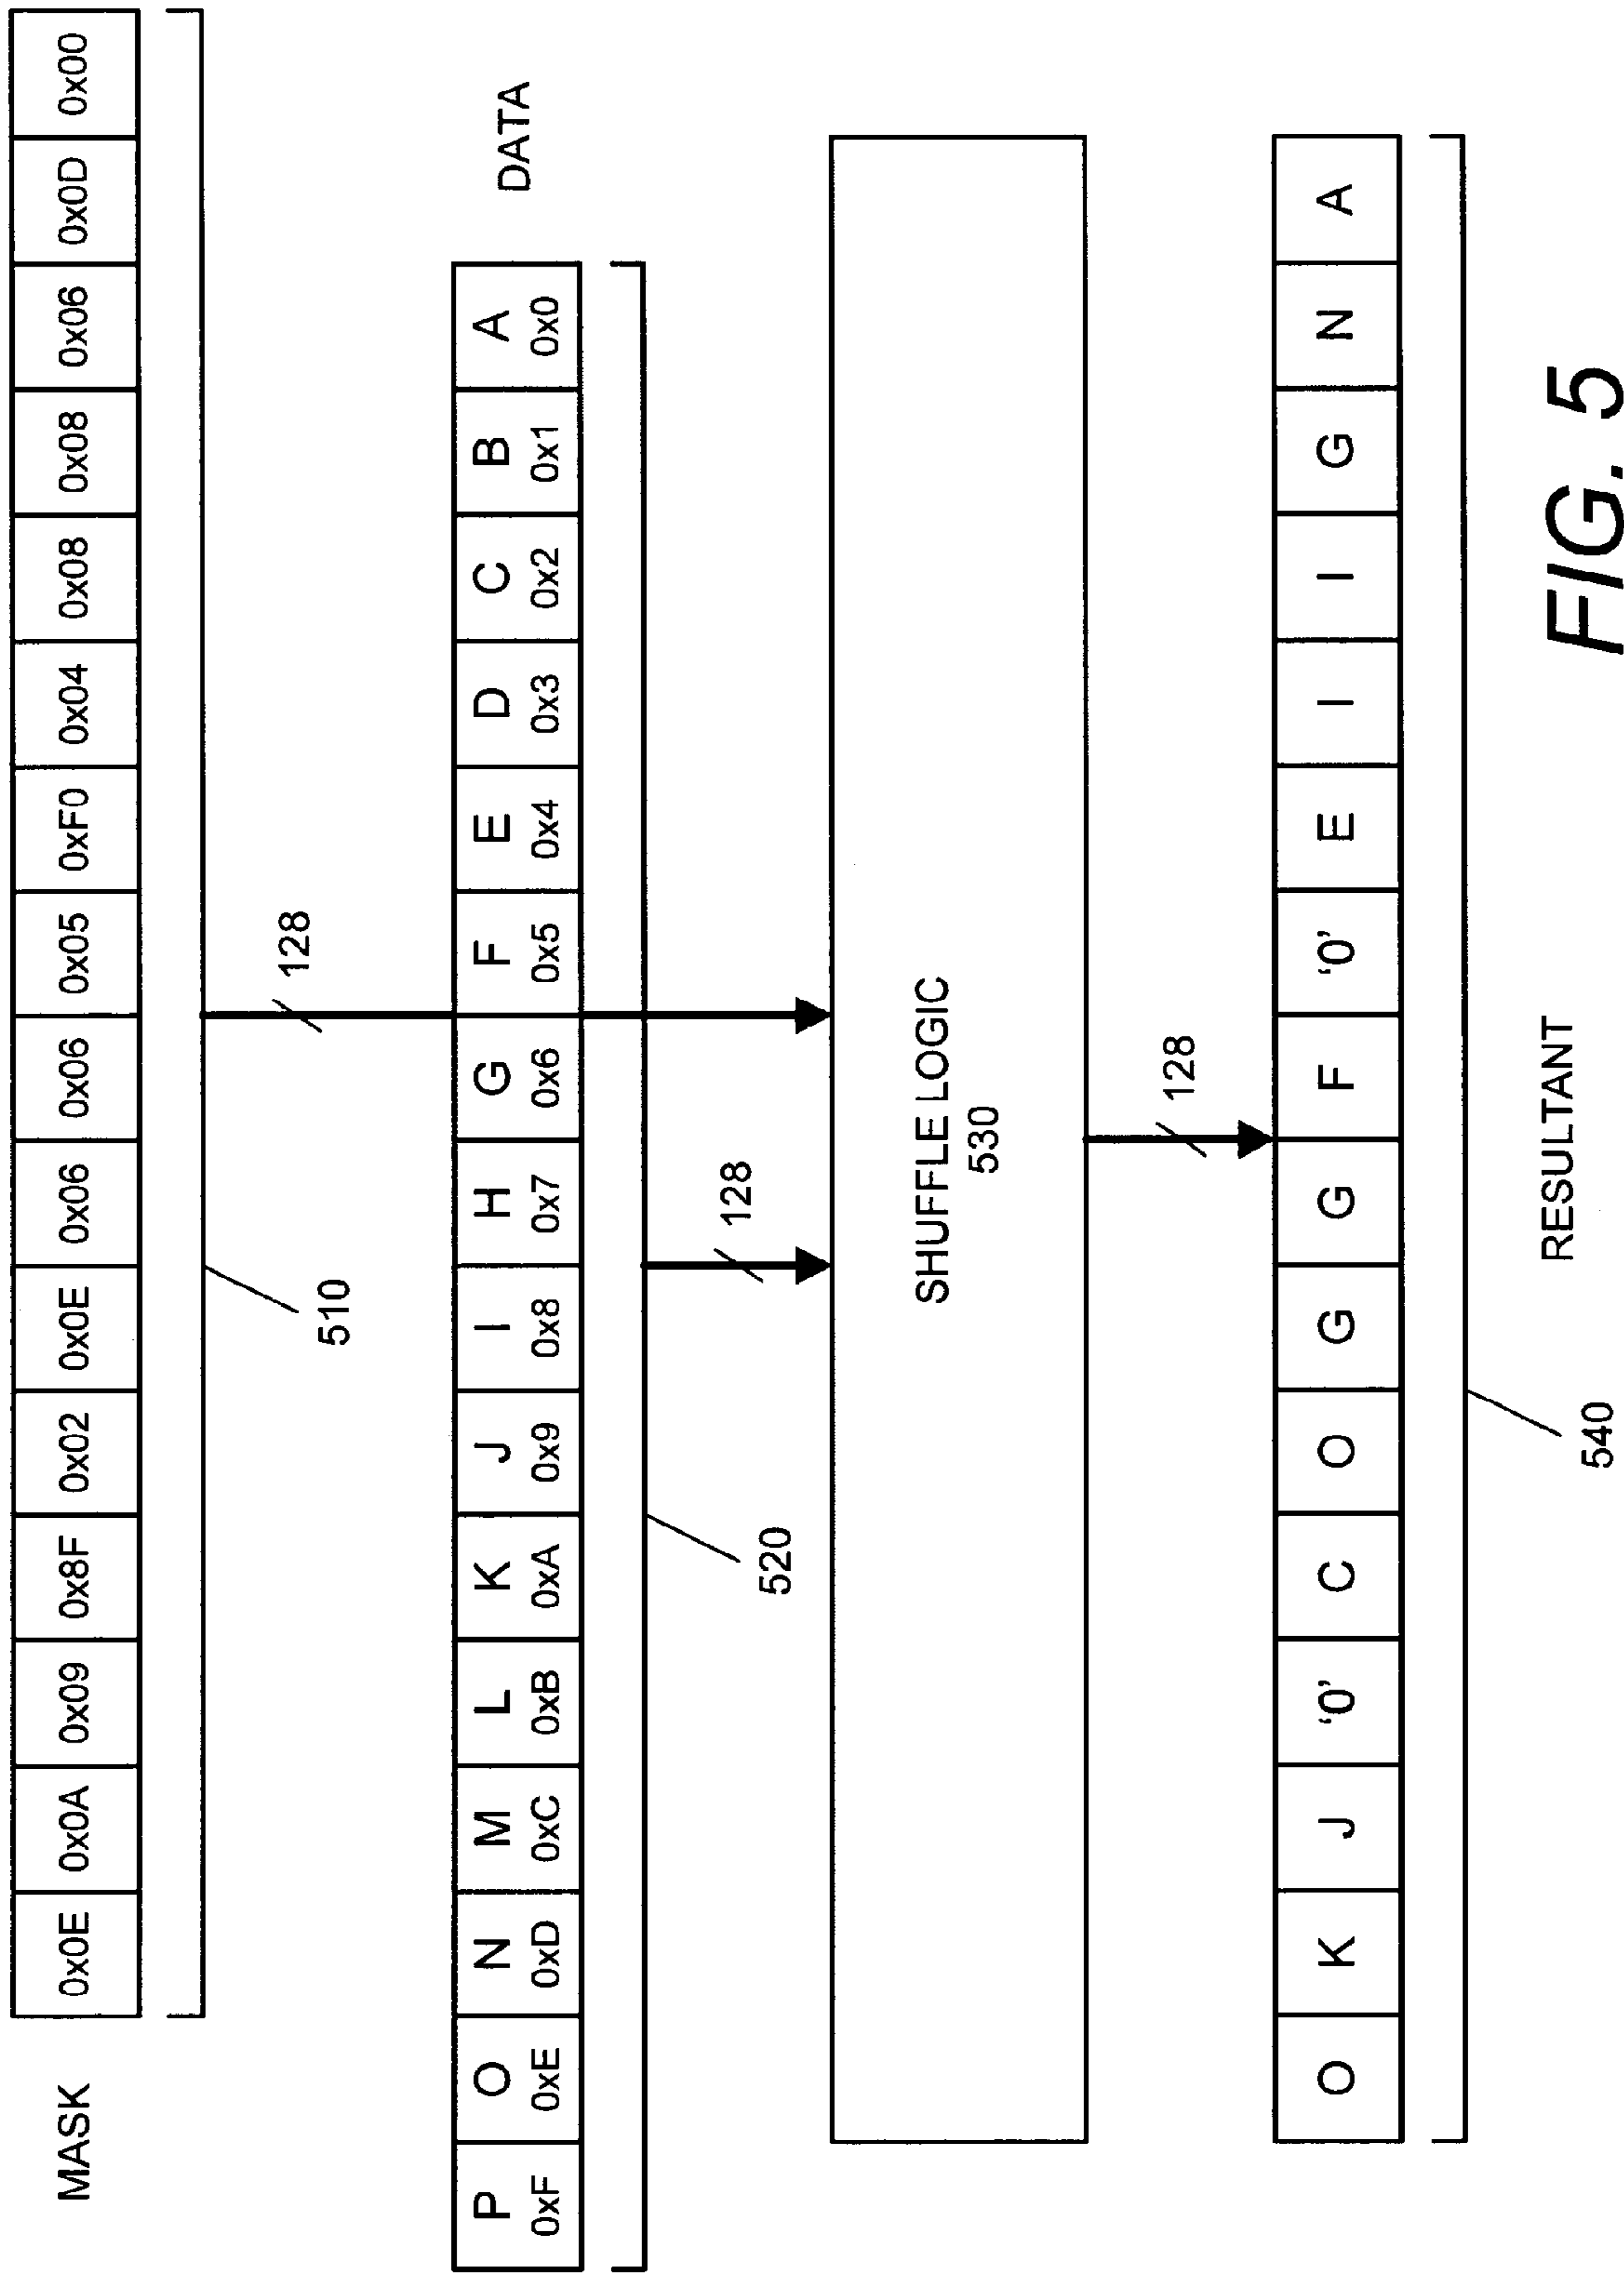 MASK
0x0E 0x0A 0x09 0x8F 0x02 0x0E 0x06 0x06 0x05 0xF0 0x04 0x08 0x08 0x06 0x0D 0x00
510
128
DATA
P O N M L K J I H G F E D C B A
0xF 0xE 0xD 0xC 0xB 0xA 0x9 0x8 0x7 0x6 0x5 0x4 0x3 0x2 0x1 0x0
520
128
SHUFFLE LOGIC
530
128
O K J '0' C O G G F '0' E I I G N A
540
RESULTANT
FIG. 5